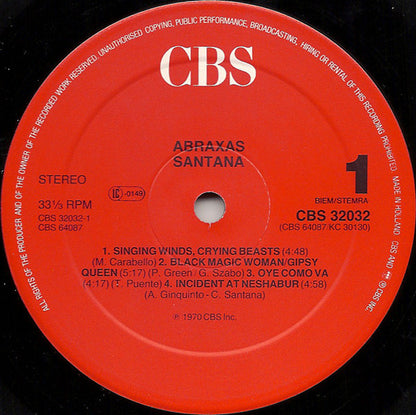 ALL RIGHTS OF THE PRODUCER AND OF THE OWNER OF THE RECORDED WORK RESERVED. UNAUTHORISED COPYING, PUBLIC PERFORMANCE, BROADCASTING, HIRING OR RENTAL OF THIS RECORDING PROHIBITED. MADE IN HOLLAND. CBS AND ARE ® CBS INC.
CBS
ABRAXAS
SANTANA
STEREO
LC -0149
1
33⅓ RPM
BIEM/STEMRA
CBS 32032-1
CBS 32032
CBS 64087
(CBS 64087/KC 30130)
1. SINGING WINDS, CRYING BEASTS (4:48)
(M. Carabello) 2. BLACK MAGIC WOMAN/GIPSY
QUEEN (5:17) (P. Green/G. Szabo) 3. OYE COMO VA
(4:17) (T. Puente) 4. INCIDENT AT NESHABUR (4:58)
(A. Ginquinto - C. Santana)
℗ 1970 CBS Inc.